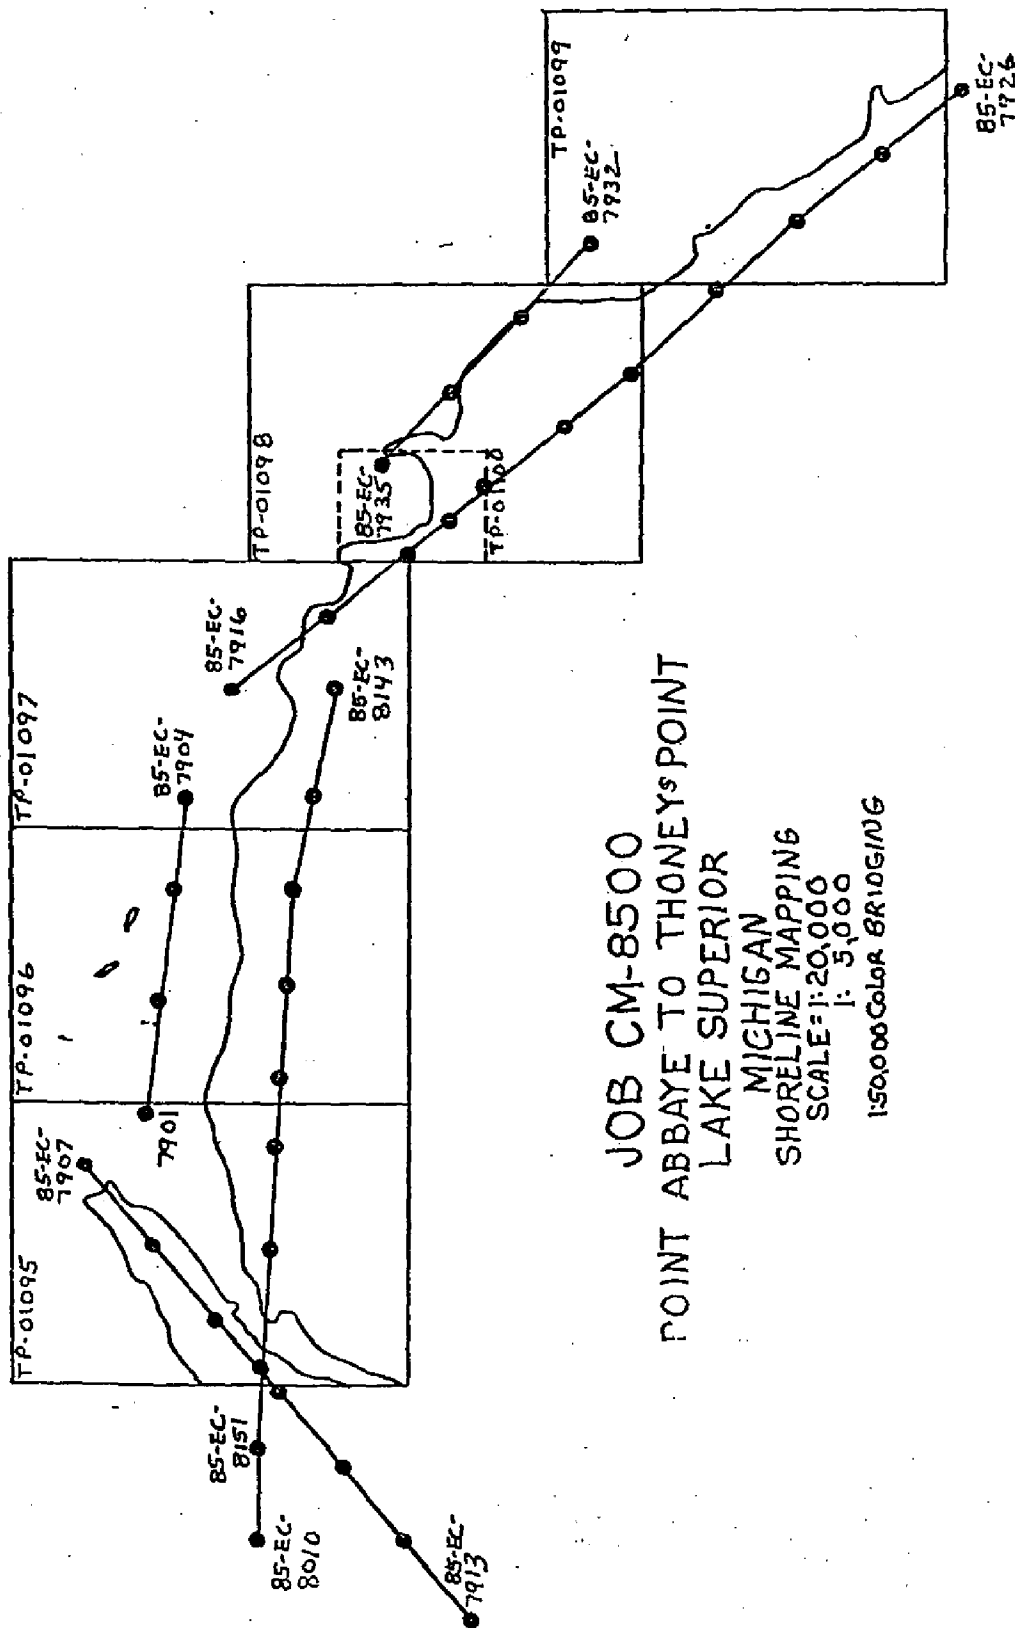 TP-01095
TP-01096
TP-01097
TP-01098
TP-01099
TP-01100
85-EC-
7907
7901
85-EC-
7904
85-EC-
7916
85-EC-
8143
85-EC-
7935
85-EC-
7932
85-EC-
7926
85-EC-
8151
85-EC-
8010
85-EC-
7913
JOB CM-8500
POINT ABBAYE TO THONEYS POINT
LAKE SUPERIOR
MICHIGAN
SHORELINE MAPPING
SCALE=1:20,000
1: 5,000
1:50,000 COLOR BRIDGING